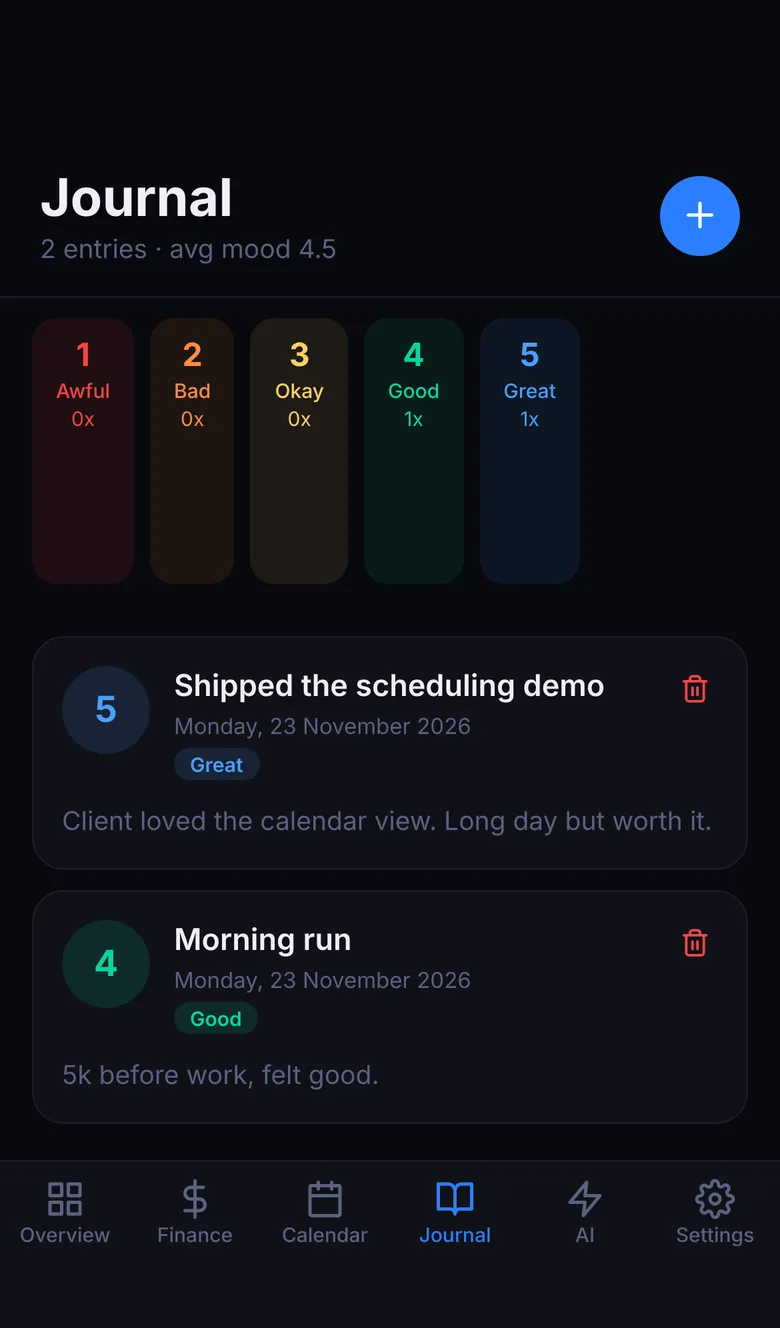 Journal
2 entries · avg mood 4.5
1
Awful
0x
2
Bad
0x
3
Okay
0x
4
Good
1x
5
Great
1x
5
Shipped the scheduling demo
Monday, 23 November 2026
Great
Client loved the calendar view. Long day but worth it.
4
Morning run
Monday, 23 November 2026
Good
5k before work, felt good.
Overview
Finance
Calendar
Journal
AI
Settings